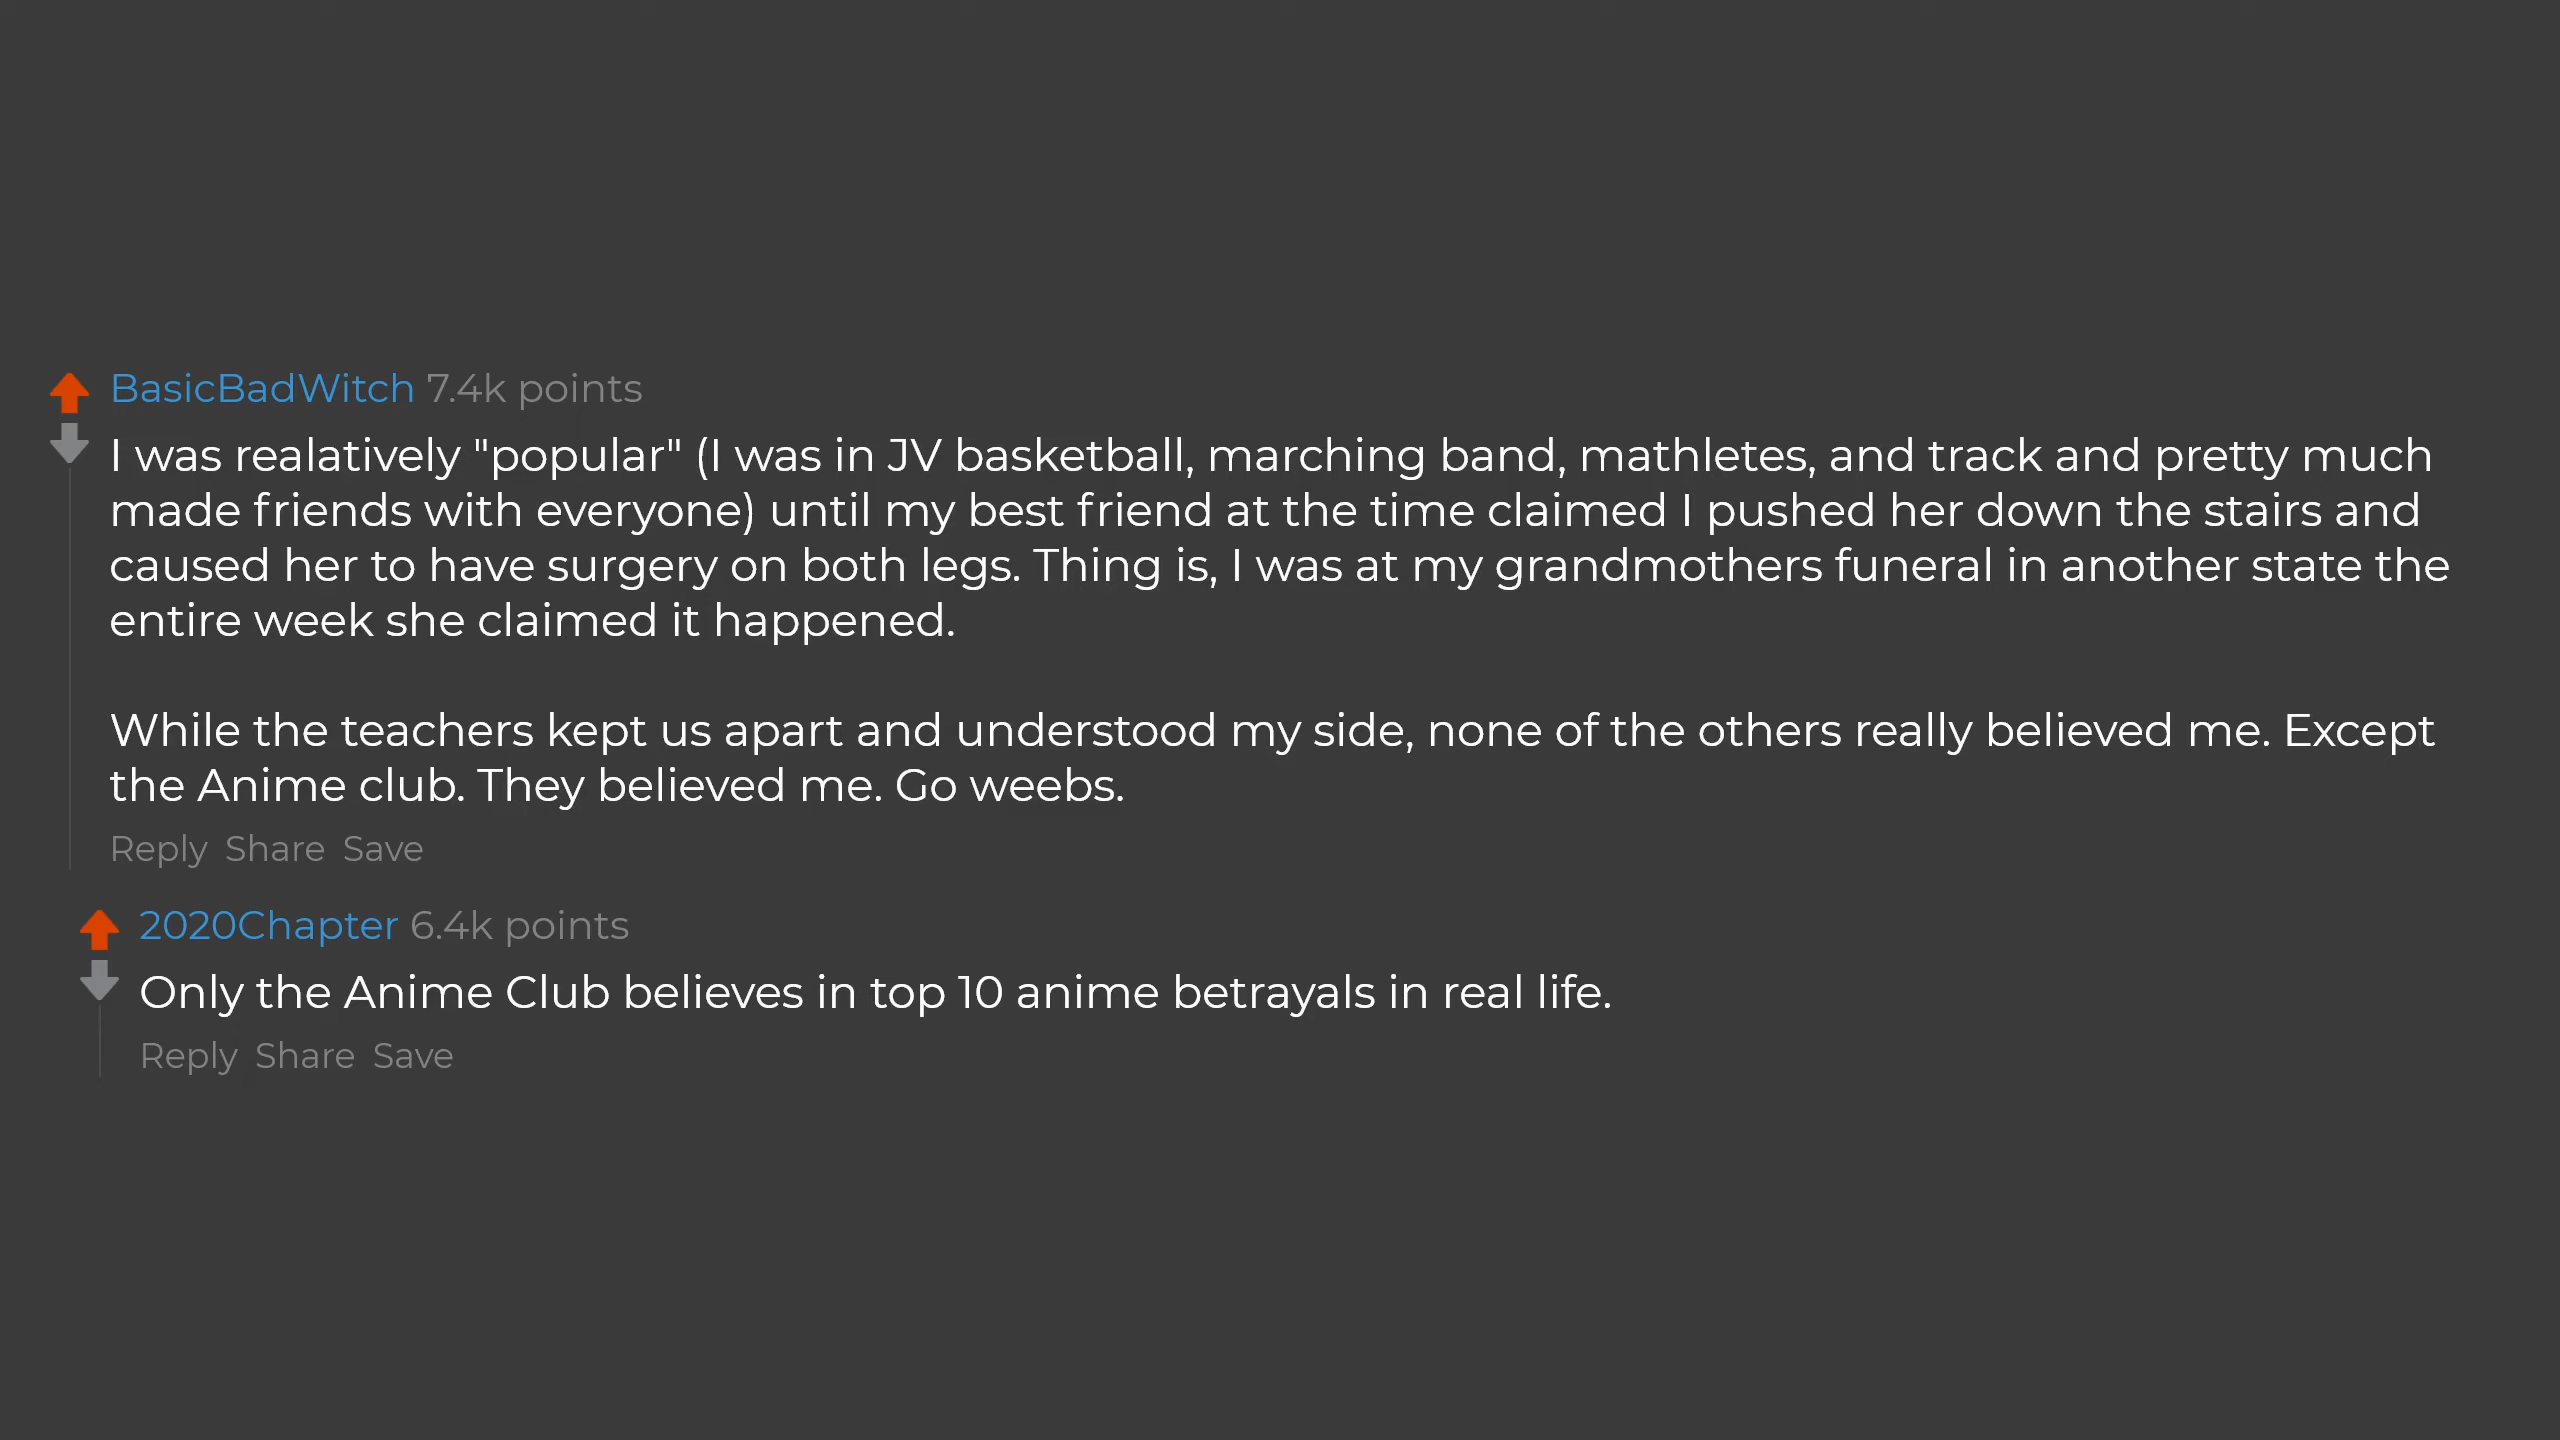 BasicBadWitch 7.4k points
I was realatively "popular" (I was in JV basketball, marching band, mathletes, and track and pretty much
made friends with everyone) until my best friend at the time claimed I pushed her down the stairs and
caused her to have surgery on both legs. Thing is, I was at my grandmothers funeral in another state the
entire week she claimed it happened.
While the teachers kept us apart and understood my side, none of the others really believed me. Except
the Anime club. They believed me. Go weebs.
Reply Share Save
2020Chapter 6.4k points
Only the Anime Club believes in top 10 anime betrayals in real life.
Reply Share Save